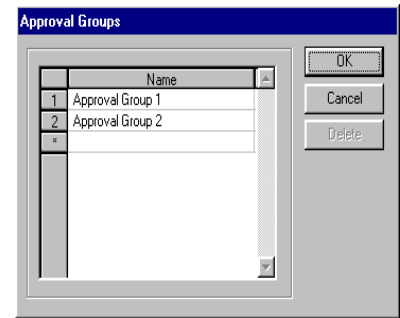 Approval Groups
Name
1 Approval Group 1
2 Approval Group 2
*
OK
Cancel
Delete